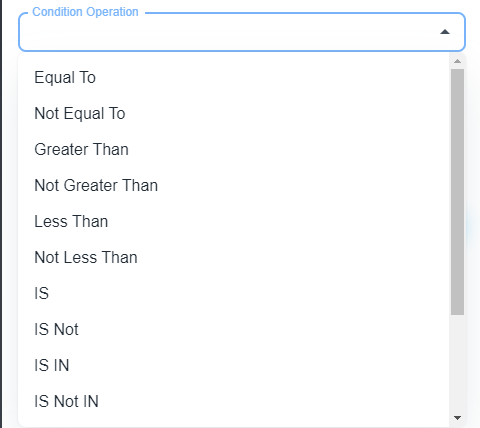 Condition Operation
Equal To
Not Equal To
Greater Than
Not Greater Than
Less Than
Not Less Than
IS
IS Not
IS IN
IS Not IN